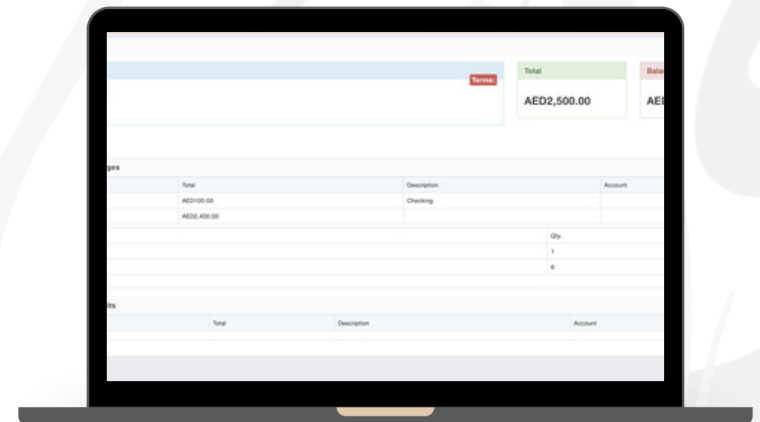 Terms:
Total
Bala
AED2,500.00
AE
ges
Total Description Account
AED100.00 Checking
AED2,400.00
Qty.
1
6
its
Total Description Account